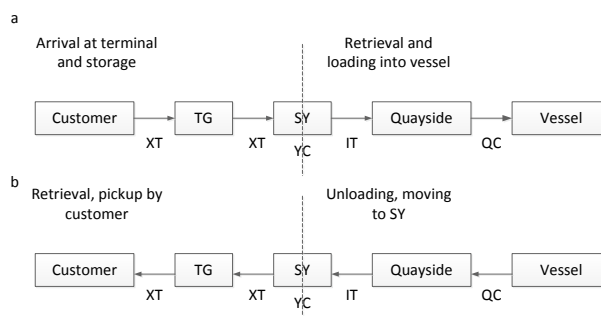 a
Arrival at terminal
and storage
Retrieval and
loading into vessel
Customer
TG
SY
Quayside
Vessel
XT
XT
YC
IT
QC
b
Retrieval, pickup by
customer
Unloading, moving
to SY
Customer
TG
SY
Quayside
Vessel
XT
XT
YC
IT
QC